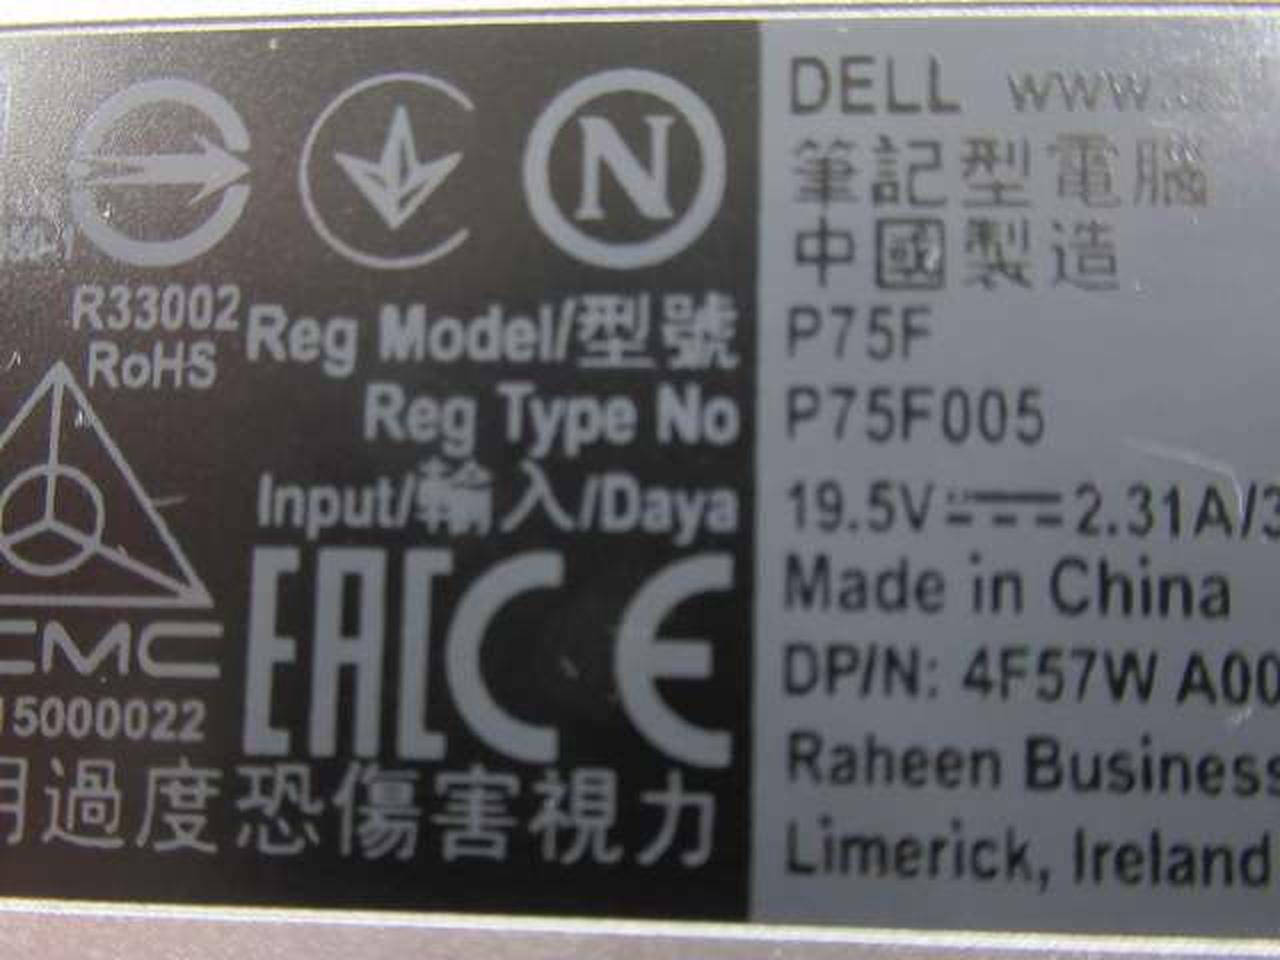 DELL www.
筆記型電腦
中國製造
R33002
RoHS
Reg Model/型號 P75F
Reg Type No P75F005
Input/輸入/Daya 19.5V⎓2.31A/3
Made in China
CMC
15000022
EAC CE
DP/N: 4F57W A00
Raheen Business
用過度恐傷害視力
Limerick, Ireland
N